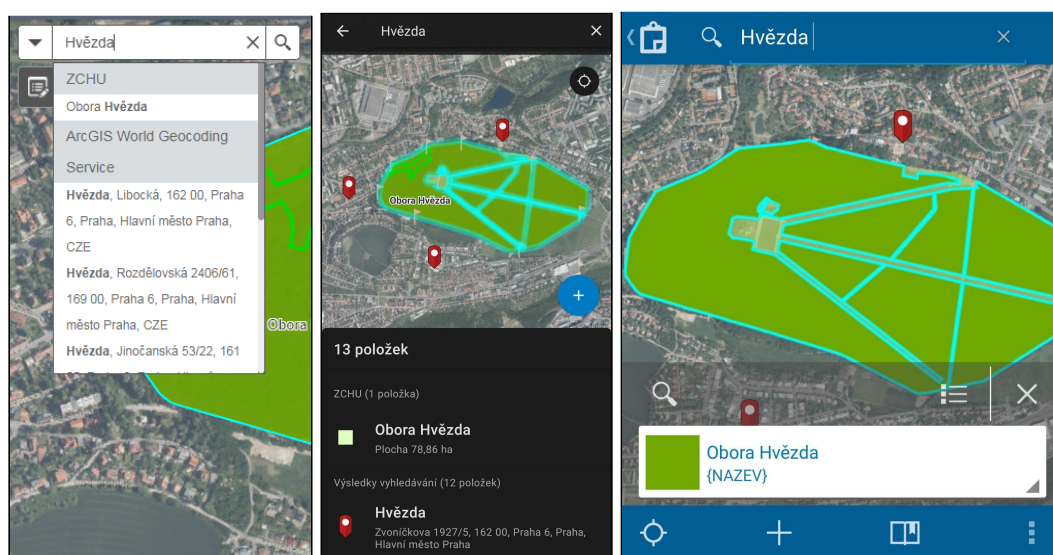 Hvězda
ZCHU
Obora Hvězda
ArcGIS World Geocoding
Service
Hvězda, Libocká, 162 00, Praha
6, Praha, Hlavní město Praha,
CZE
Hvězda, Rozdělovská 2406/61,
169 00, Praha 6, Praha, Hlavní
město Praha, CZE
Hvězda, Jinočanská 53/22, 161
Obora
Hvězda
Obora Hvězda
13 položek
ZCHU (1 položka)
Obora Hvězda
Plocha 78,86 ha
Výsledky vyhledávání (12 položek)
Hvězda
Zvoníčkova 1927/5, 162 00, Praha 6, Praha,
Hlavní město Praha
Hvězda
Obora Hvězda
{NAZEV}